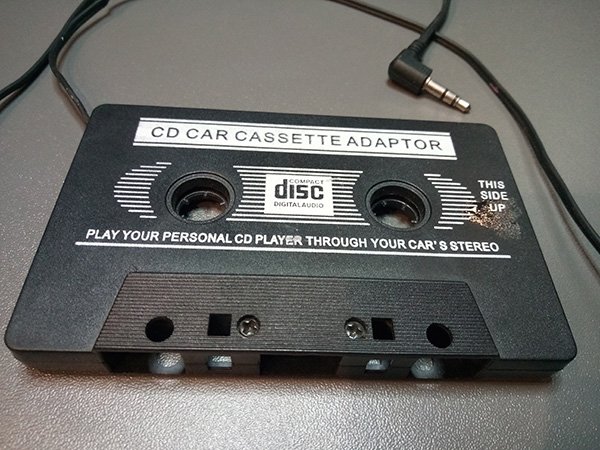 CD CAR CASSETTE ADAPTOR
COMPACT
disc
DIGITAL AUDIO
THIS
SIDE
UP
PLAY YOUR PERSONAL CD PLAYER THROUGH YOUR CAR'S STEREO